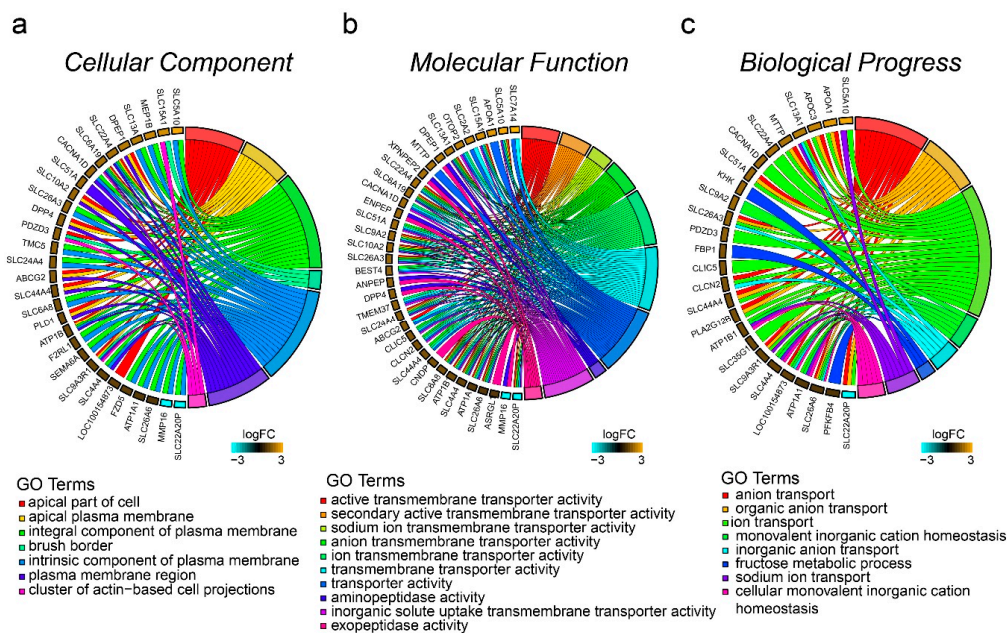 a
Cellular Component
SLC5A10
SLC15A1
MEP1B
SLC13A
DPEP1
SLC22A4
SLC6A19
CACNA1D
SLC51A
SLC10A2
SLC26A3
DPP4
PDZD3
TMC5
SLC24A4
ABCG2
SLC44A4
SLC6A8
PLD1
ATP1B
F2RL1
SEMA6A
SLC9A3R1
SLC4A4
LOC100154873
FZD5
ATP1A1
SLC26A6
MMP16
SLC22A20P
logFC
−3 3
GO Terms
apical part of cell
apical plasma membrane
integral component of plasma membrane
brush border
intrinsic component of plasma membrane
plasma membrane region
cluster of actin−based cell projections
b
Molecular Function
SLC7A14
SLC5A10
APOA1
SLC15A1
SLC2A2
OTOP2
SLC13A1
DPEP1
MTTP
XPNPEP2
SLC22A4
SLC6A19
CACNA1D
ENPEP
SLC51A
SLC9A2
SLC10A2
SLC26A3
BEST4
ANPEP
DPP4
TMEM37
SLC24A4
ABCG2
CLIC5
CLCN2
SLC44A4
CNDP
SLC6A8
ATP1B
SLC4A4
ATP1A
SLC26A6
ASRGL
MMP16
SLC22A20P
logFC
−3 3
GO Terms
active transmembrane transporter activity
secondary active transmembrane transporter activity
sodium ion transmembrane transporter activity
anion transmembrane transporter activity
ion transmembrane transporter activity
transmembrane transporter activity
transporter activity
aminopeptidase activity
inorganic solute uptake transmembrane transporter activity
exopeptidase activity
c
Biological Progress
SLC5A10
APOA1
APOC3
SLC13A1
MTTP
SLC22A4
CACNA1D
SLC51A
KHK
SLC9A2
SLC26A3
PDZD3
FBP1
CLIC5
CLCN2
SLC44A4
PLA2G13B
ATP1B1
SLC35G1
SLC9A3R1
SLC4A4
LOC100154873
ATP1A1
SLC26A6
PFKFB4
SLC22A20P
logFC
−3 3
GO Terms
anion transport
organic anion transport
ion transport
monovalent inorganic cation homeostasis
inorganic anion transport
fructose metabolic process
sodium ion transport
cellular monovalent inorganic cation
homeostasis